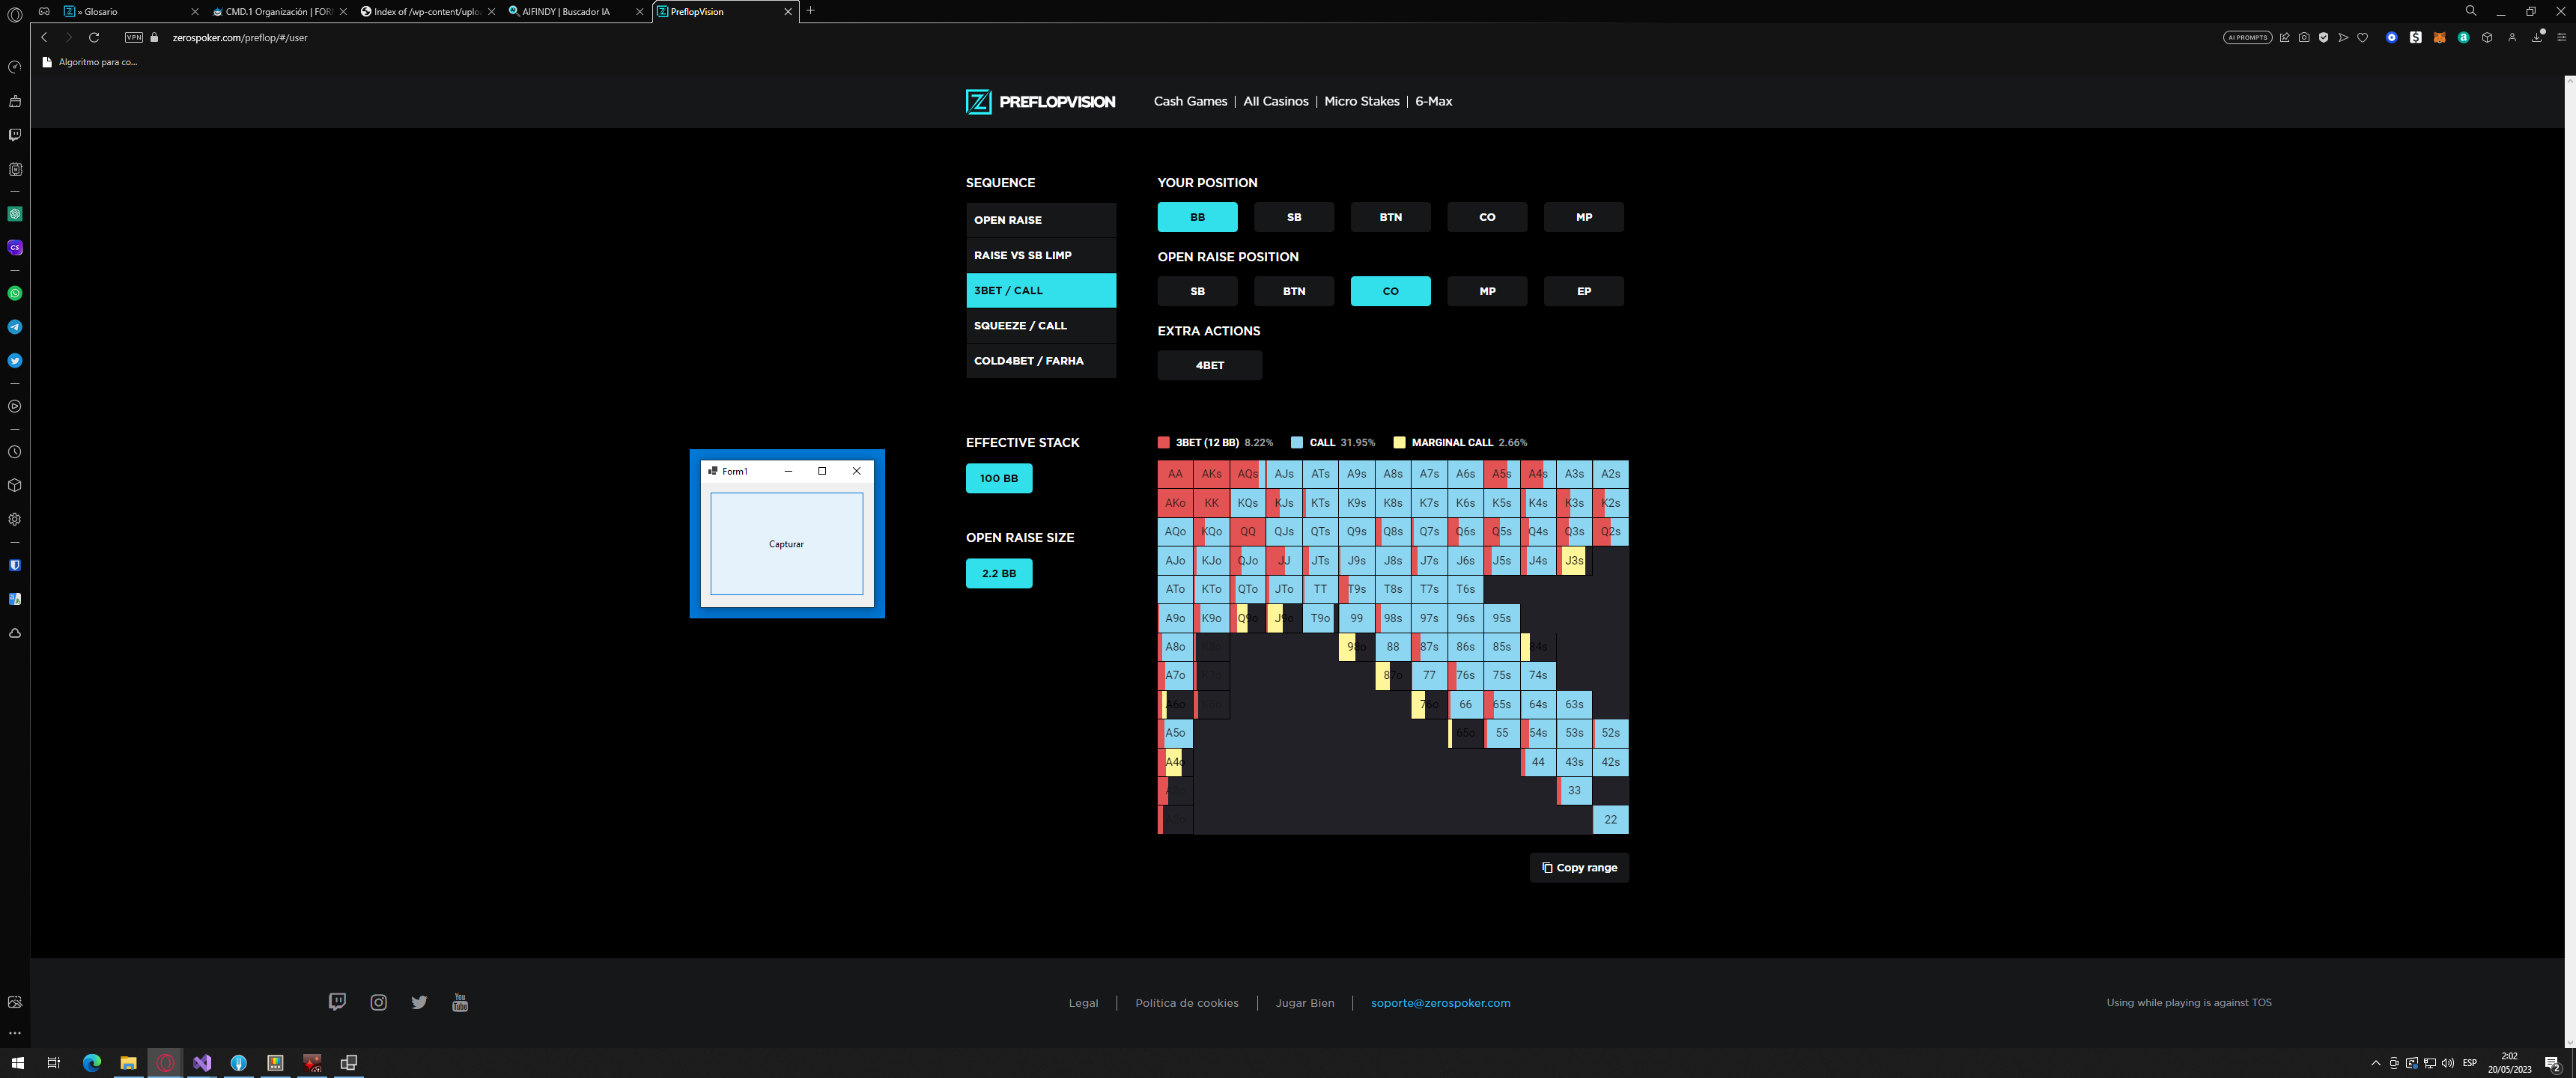 » Glosario
CMD.1 Organización | FOR
Index of /wp-content/uplo
AIFINDY | Buscador IA
PreflopVision
VPN
zerospoker.com/preflop/#/user
AI PROMPTS
Algoritmo para co...
PREFLOPVISION
Cash Games | All Casinos | Micro Stakes | 6-Max
SEQUENCE
OPEN RAISE
RAISE VS SB LIMP
3BET / CALL
SQUEEZE / CALL
COLD4BET / FARHA
YOUR POSITION
BB SB BTN CO MP
OPEN RAISE POSITION
SB BTN CO MP EP
EXTRA ACTIONS
4BET
EFFECTIVE STACK
100 BB
OPEN RAISE SIZE
2.2 BB
Form1
Capturar
3BET (12 BB) 8.22% CALL 31.95% MARGINAL CALL 2.66%
AA AKs AQs AJs ATs A9s A8s A7s A6s A5s A4s A3s A2s
AKo KK KQs KJs KTs K9s K8s K7s K6s K5s K4s K3s K2s
AQo KQo QQ QJs QTs Q9s Q8s Q7s Q6s Q5s Q4s Q3s Q2s
AJo KJo QJo JJ JTs J9s J8s J7s J6s J5s J4s J3s
ATo KTo QTo JTo TT T9s T8s T7s T6s
A9o K9o Q9o J9o T9o 99 98s 97s 96s 95s
A8o 98o 88 87s 86s 85s 84s
A7o 87o 77 76s 75s 74s
A6o 76o 66 65s 64s 63s
A5o 65o 55 54s 53s 52s
A4o 44 43s 42s
33
22
Copy range
Legal | Política de cookies | Jugar Bien | soporte@zerospoker.com
Using while playing is against TOS
ESP
2:02
20/05/2023
2